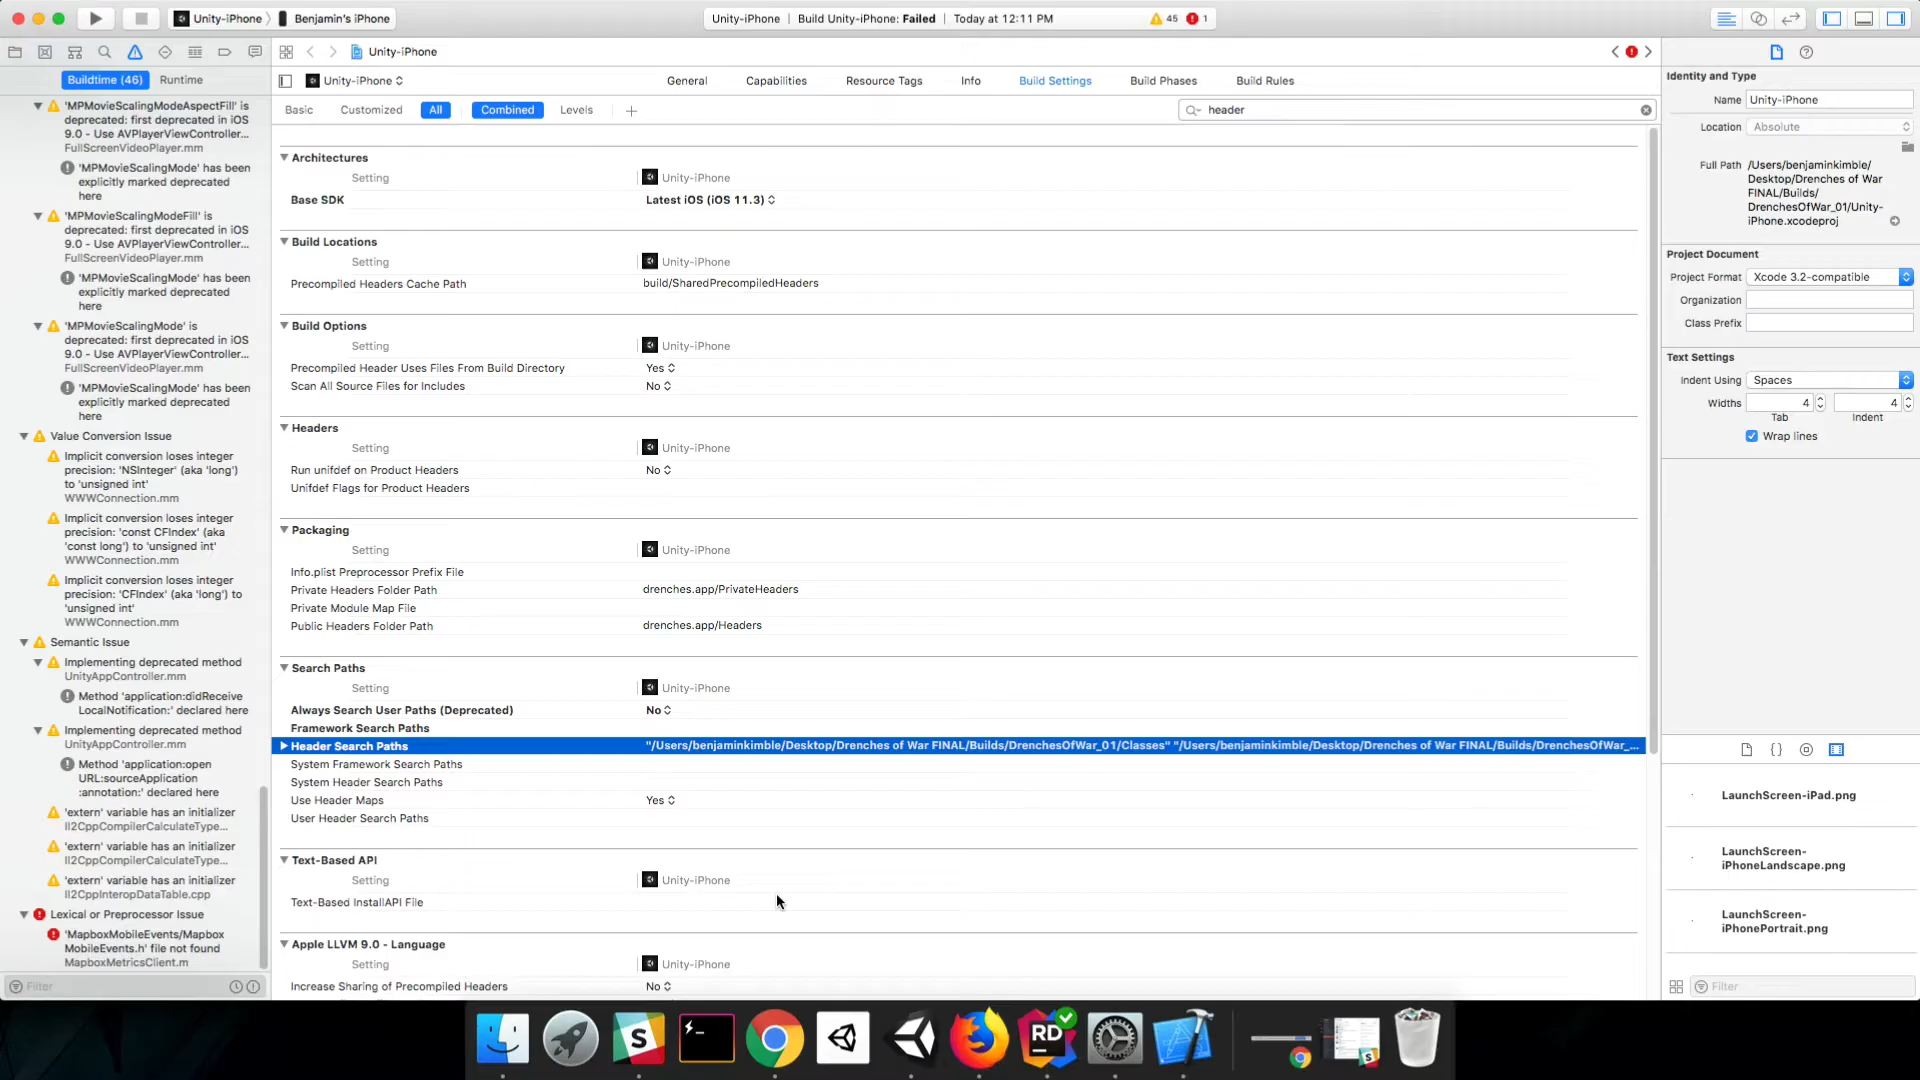 Unity-iPhone
Benjamin's iPhone
Unity-iPhone | Build Unity-iPhone: Failed | Today at 12:11 PM
45
1
Unity-iPhone
Buildtime (46)
Runtime
'MPMovieScalingModeAspectFill' is
deprecated: first deprecated in iOS
9.0 - Use AVPlayerViewController...
FullScreenVideoPlayer.mm
'MPMovieScalingMode' has been
explicitly marked deprecated
here
'MPMovieScalingModeFill' is
deprecated: first deprecated in iOS
9.0 - Use AVPlayerViewController...
FullScreenVideoPlayer.mm
'MPMovieScalingMode' has been
explicitly marked deprecated
here
'MPMovieScalingMode' is
deprecated: first deprecated in iOS
9.0 - Use AVPlayerViewController...
FullScreenVideoPlayer.mm
'MPMovieScalingMode' has been
explicitly marked deprecated
here
Value Conversion Issue
Implicit conversion loses integer
precision: 'NSInteger' (aka 'long')
to 'unsigned int'
WWWConnection.mm
Implicit conversion loses integer
precision: 'const CFIndex' (aka
'const long') to 'unsigned int'
WWWConnection.mm
Implicit conversion loses integer
precision: 'CFIndex' (aka 'long') to
'unsigned int'
WWWConnection.mm
Semantic Issue
Implementing deprecated method
UnityAppController.mm
Method 'application:didReceive
LocalNotification:' declared here
Implementing deprecated method
UnityAppController.mm
Method 'application:open
URL:sourceApplication
:annotation:' declared here
'extern' variable has an initializer
Il2CppCompilerCalculateType...
'extern' variable has an initializer
Il2CppCompilerCalculateType...
'extern' variable has an initializer
Il2CppInteropDataTable.cpp
Lexical or Preprocessor Issue
'MapboxMobileEvents/Mapbox
MobileEvents.h' file not found
MapboxMetricsClient.m
Filter
Unity-iPhone
General
Capabilities
Resource Tags
Info
Build Settings
Build Phases
Build Rules
Basic
Customized
All
Combined
Levels
header
Architectures
Setting
Unity-iPhone
Base SDK
Latest iOS (iOS 11.3)
Build Locations
Setting
Unity-iPhone
Precompiled Headers Cache Path
build/SharedPrecompiledHeaders
Build Options
Setting
Unity-iPhone
Precompiled Header Uses Files From Build Directory
Yes
Scan All Source Files for Includes
No
Headers
Setting
Unity-iPhone
Run unifdef on Product Headers
No
Unifdef Flags for Product Headers
Packaging
Setting
Unity-iPhone
Info.plist Preprocessor Prefix File
Private Headers Folder Path
drenches.app/PrivateHeaders
Private Module Map File
Public Headers Folder Path
drenches.app/Headers
Search Paths
Setting
Unity-iPhone
Always Search User Paths (Deprecated)
No
Framework Search Paths
Header Search Paths
"/Users/benjaminkimble/Desktop/Drenches of War FINAL/Builds/DrenchesOfWar_01/Classes" "/Users/benjaminkimble/Desktop/Drenches of War FINAL/Builds/DrenchesOfWar_...
System Framework Search Paths
System Header Search Paths
Use Header Maps
Yes
User Header Search Paths
Text-Based API
Setting
Unity-iPhone
Text-Based InstallAPI File
Apple LLVM 9.0 - Language
Setting
Unity-iPhone
Increase Sharing of Precompiled Headers
No
Identity and Type
Name
Unity-iPhone
Location
Absolute
Full Path
/Users/benjaminkimble/
Desktop/Drenches of War
FINAL/Builds/
DrenchesOfWar_01/Unity-
iPhone.xcodeproj
Project Document
Project Format
Xcode 3.2-compatible
Organization
Class Prefix
Text Settings
Indent Using
Spaces
Widths
4
4
Tab
Indent
Wrap lines
{ }
LaunchScreen-iPad.png
LaunchScreen-
iPhoneLandscape.png
LaunchScreen-
iPhonePortrait.png
Filter
S
RD